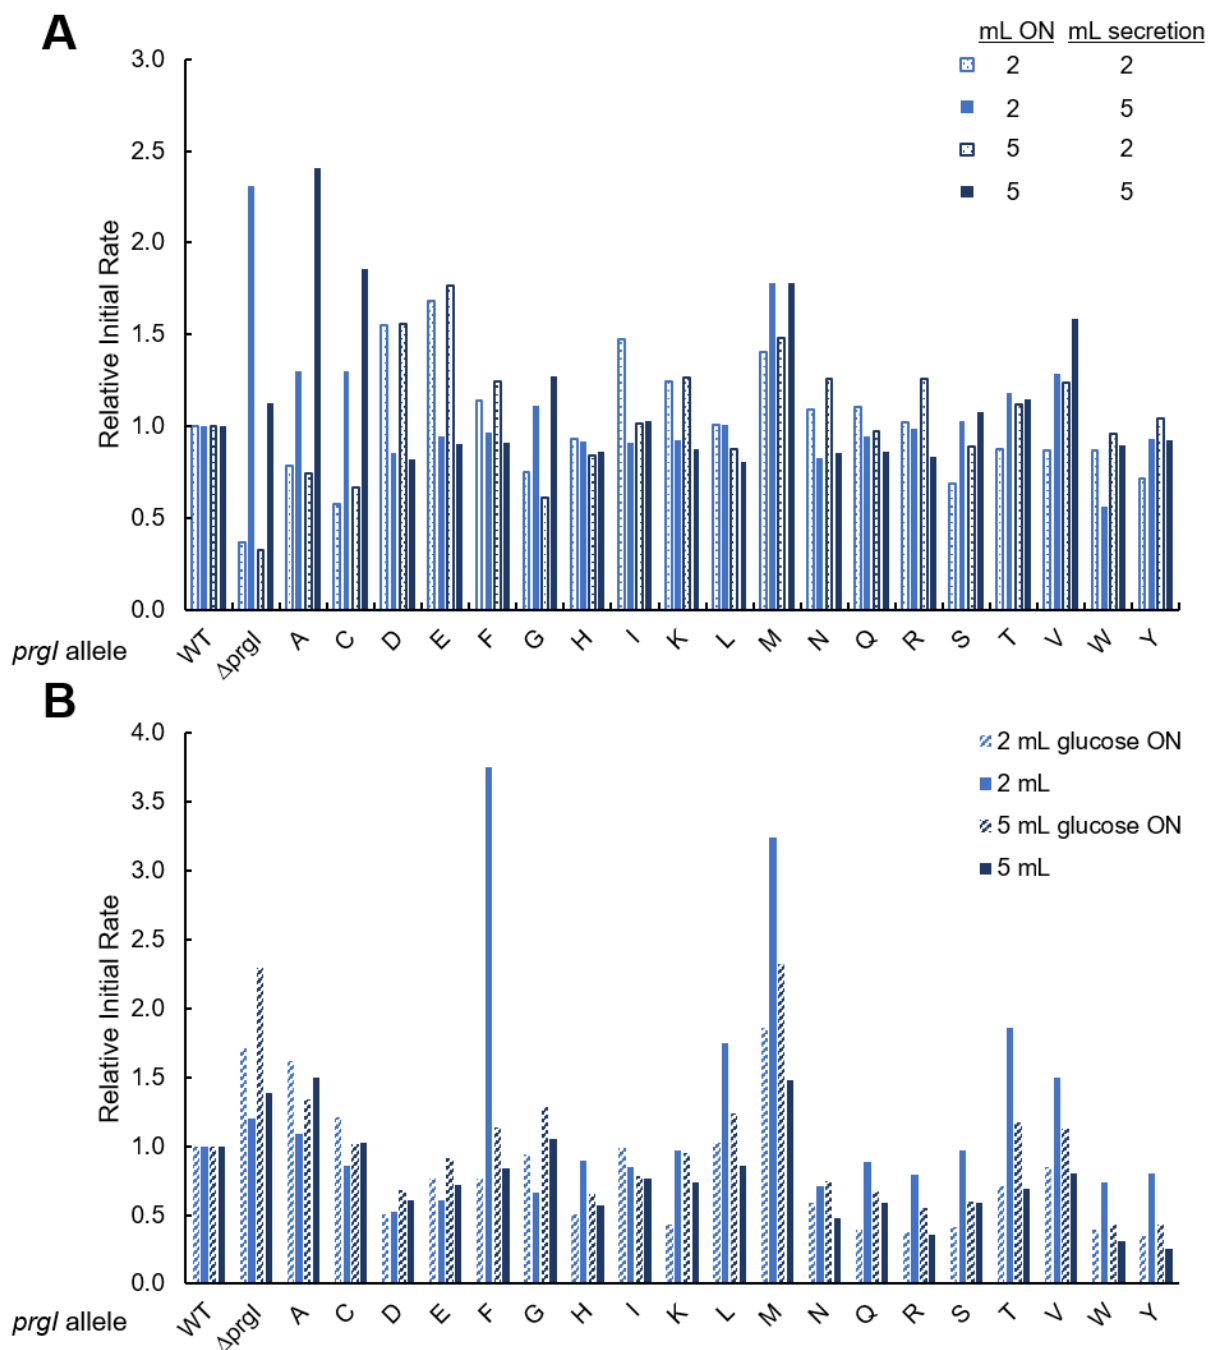 A
mL ON mL secretion
2 2
2 5
5 2
5 5
3.0
2.5
2.0
1.5
1.0
0.5
0.0
Relative Initial Rate
prgI allele
WT ΔprgI A C D E F G H I K L M N Q R S T V W Y
B
2 mL glucose ON
2 mL
5 mL glucose ON
5 mL
4.0
3.5
3.0
2.5
2.0
1.5
1.0
0.5
0.0
Relative Initial Rate
prgI allele
WT ΔprgI A C D E F G H I K L M N Q R S T V W Y